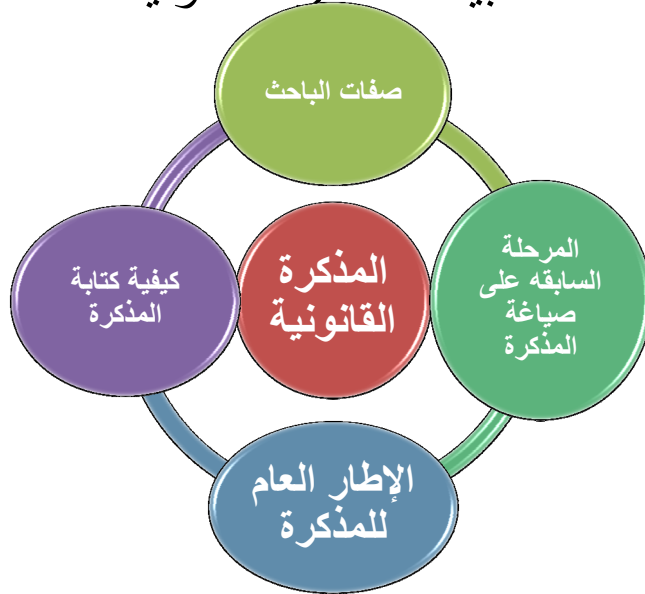 صفات الباحث
المرحلة
السابقه على
صياغة
المذكرة
المذكرة
القانونية
كيفية كتابة
المذكرة
الإطار العام
للمذكرة